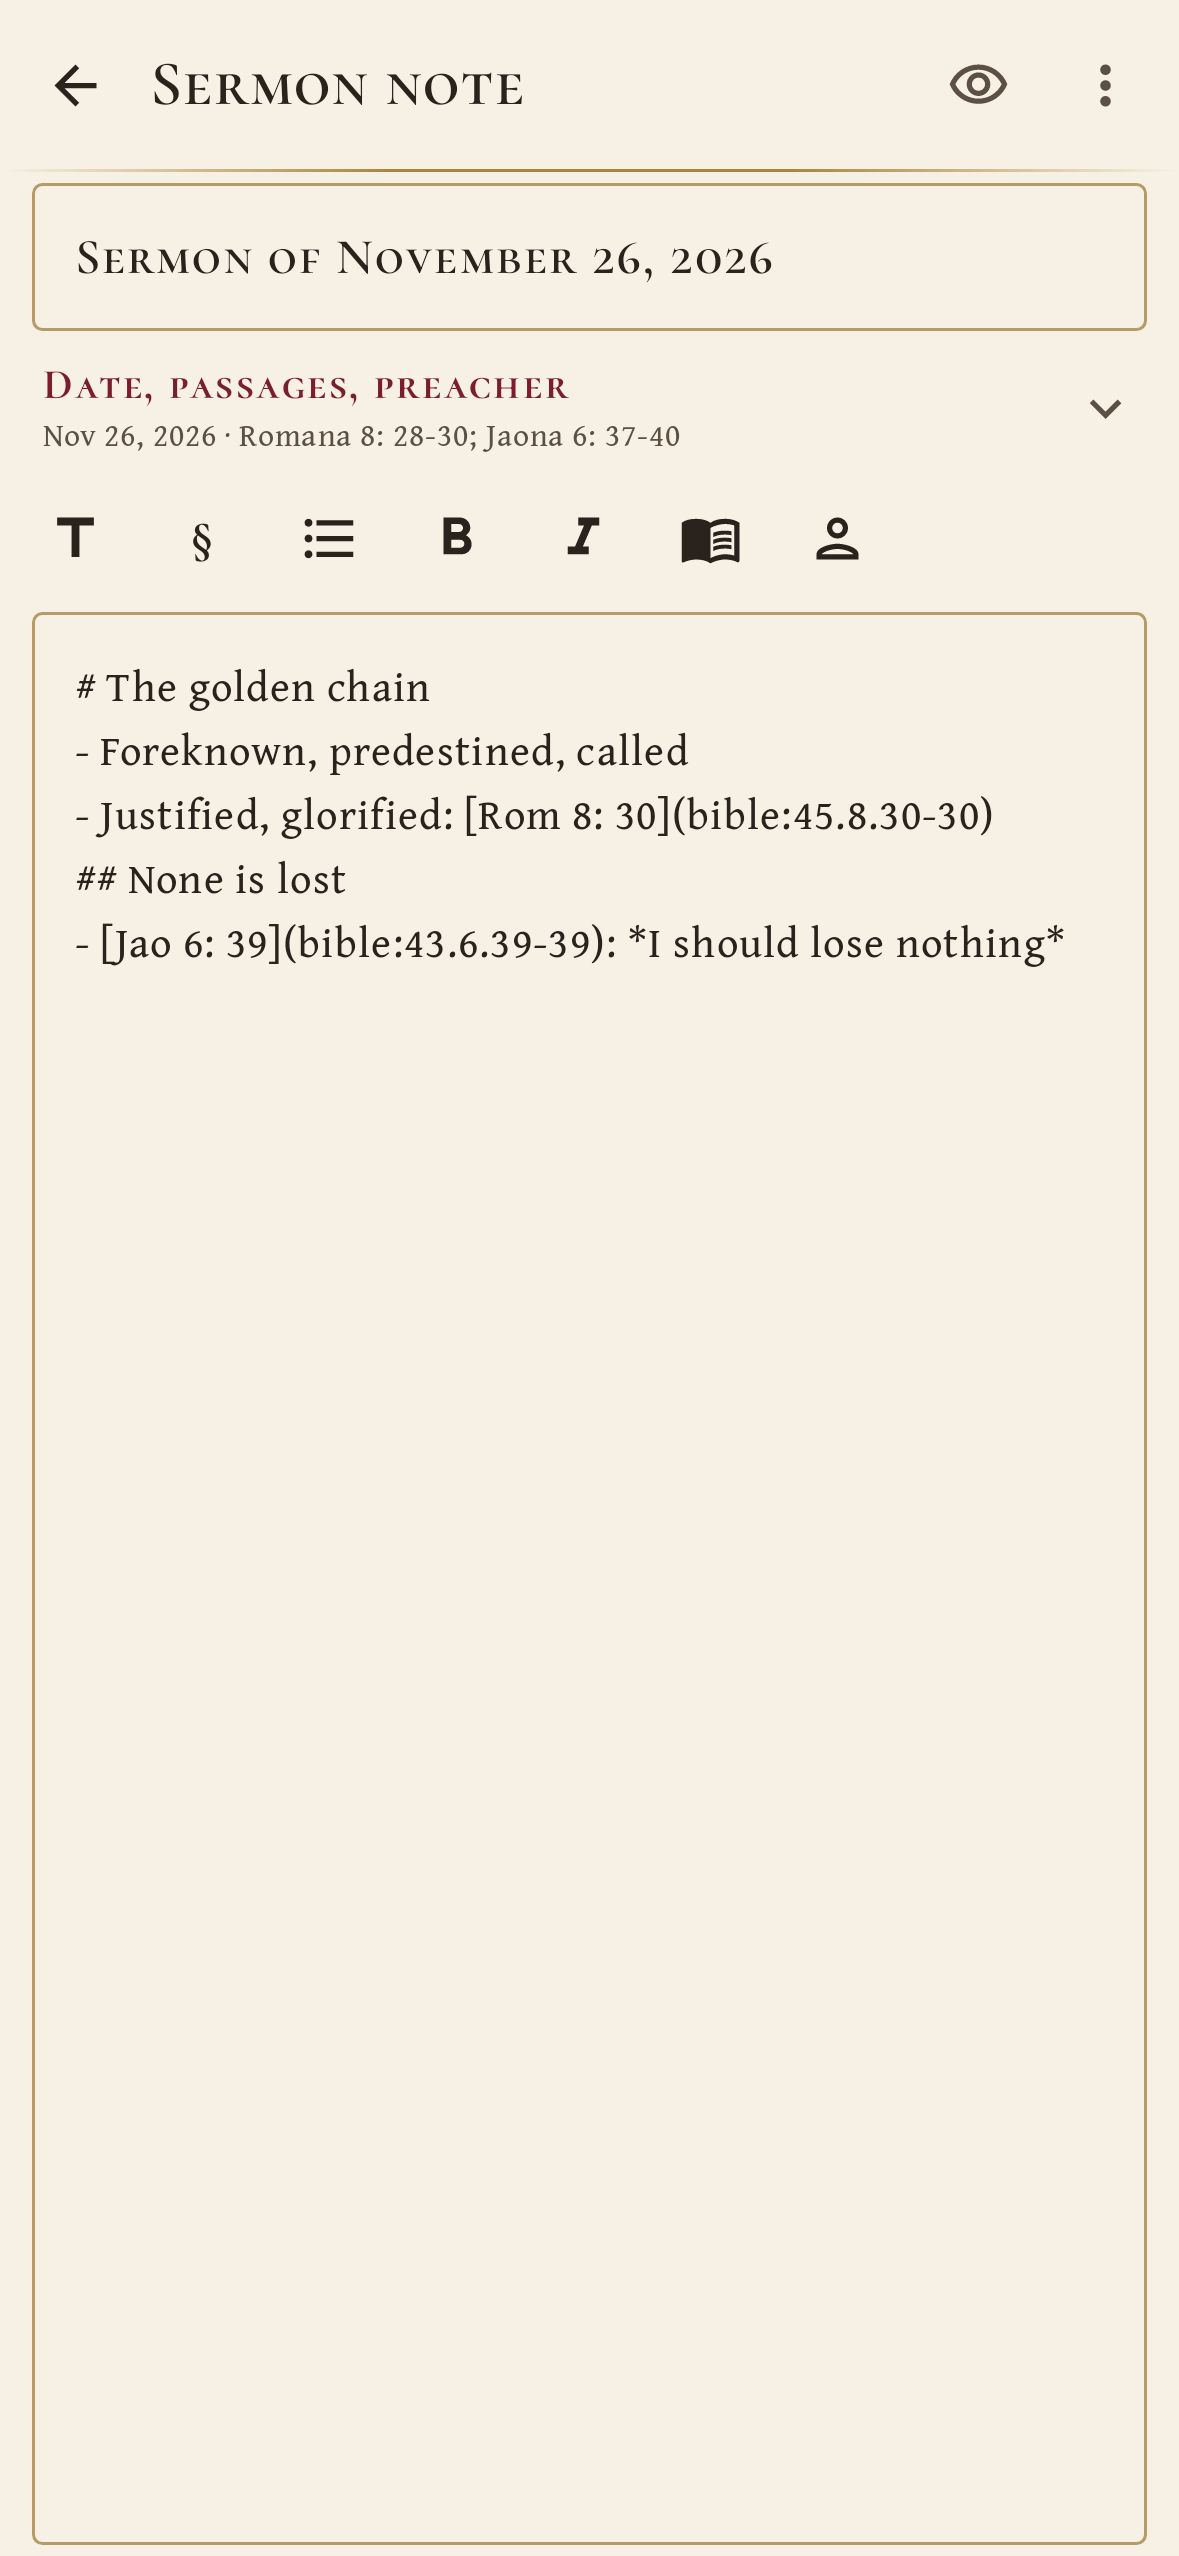 Sermon note
Sermon of November 26, 2026
Date, passages, preacher
Nov 26, 2026 · Romana 8: 28-30; Jaona 6: 37-40
T § B I
# The golden chain
- Foreknown, predestined, called
- Justified, glorified: [Rom 8: 30](bible:45.8.30-30)
## None is lost
- [Jao 6: 39](bible:43.6.39-39): *I should lose nothing*